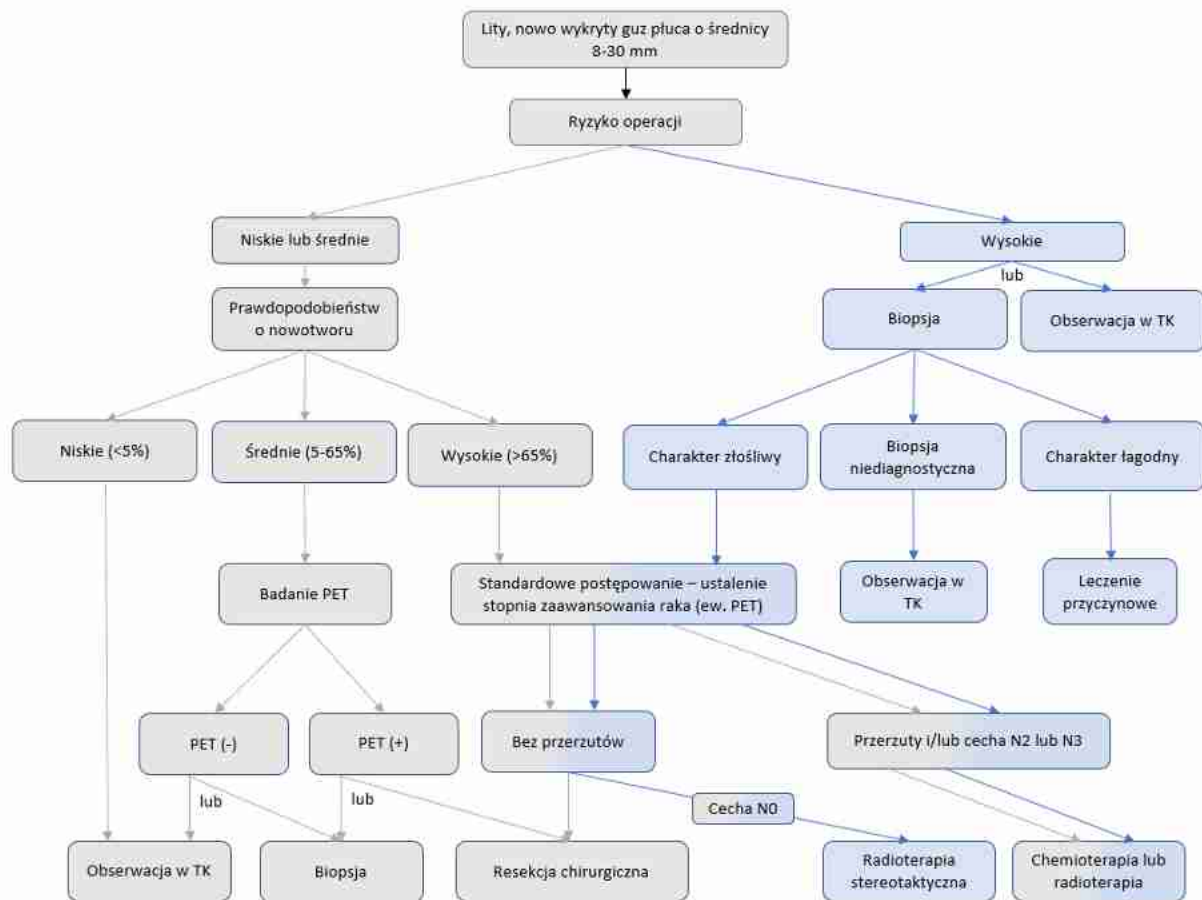 Lity, nowo wykryty guz płuca o średnicy
8-30 mm
Ryzyko operacji
Niskie lub średnie
Wysokie
lub
Prawdopodobieństw
o nowotworu
Biopsja
Obserwacja w TK
Niskie (<5%)
Średnie (5-65%)
Wysokie (>65%)
Charakter złośliwy
Biopsja
niediagnostyczna
Charakter łagodny
Badanie PET
Standardowe postępowanie – ustalenie
stopnia zaawansowania raka (ew. PET)
Obserwacja w
TK
Leczenie
przyczynowe
PET (-)
PET (+)
Bez przerzutów
Przerzuty i/lub cecha N2 lub N3
lub
lub
Cecha N0
Obserwacja w TK
Biopsja
Resekcja chirurgiczna
Radioterapia
stereotaktyczna
Chemioterapia lub
radioterapia